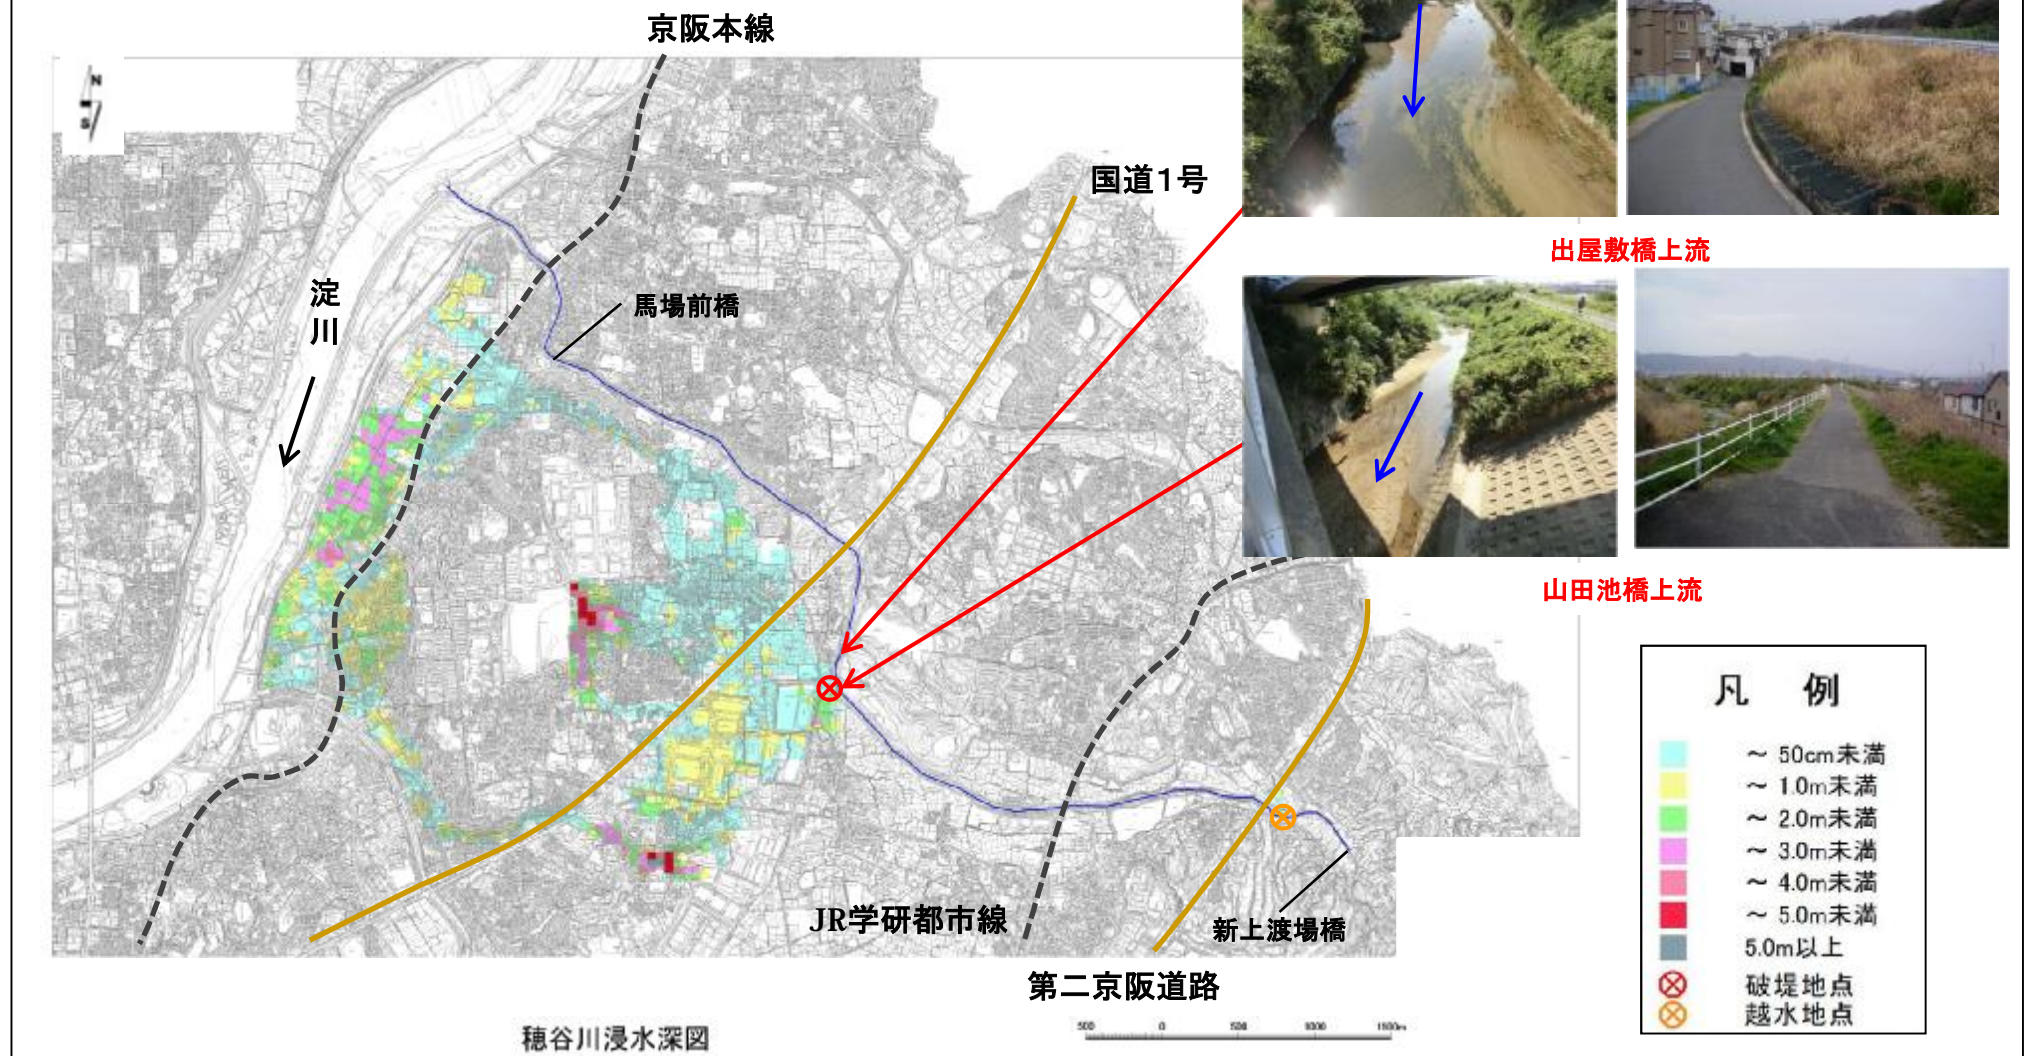 京阪本線
N
S
国道1号
出屋敷橋上流
淀川
馬場前橋
山田池橋上流
凡 例
～ 50cm未満
～ 1.0m未満
～ 2.0m未満
～ 3.0m未満
～ 4.0m未満
～ 5.0m未満
5.0m以上
破堤地点
越水地点
JR学研都市線
新上渡場橋
第二京阪道路
穂谷川浸水深図
500 0 500 1000 1500m